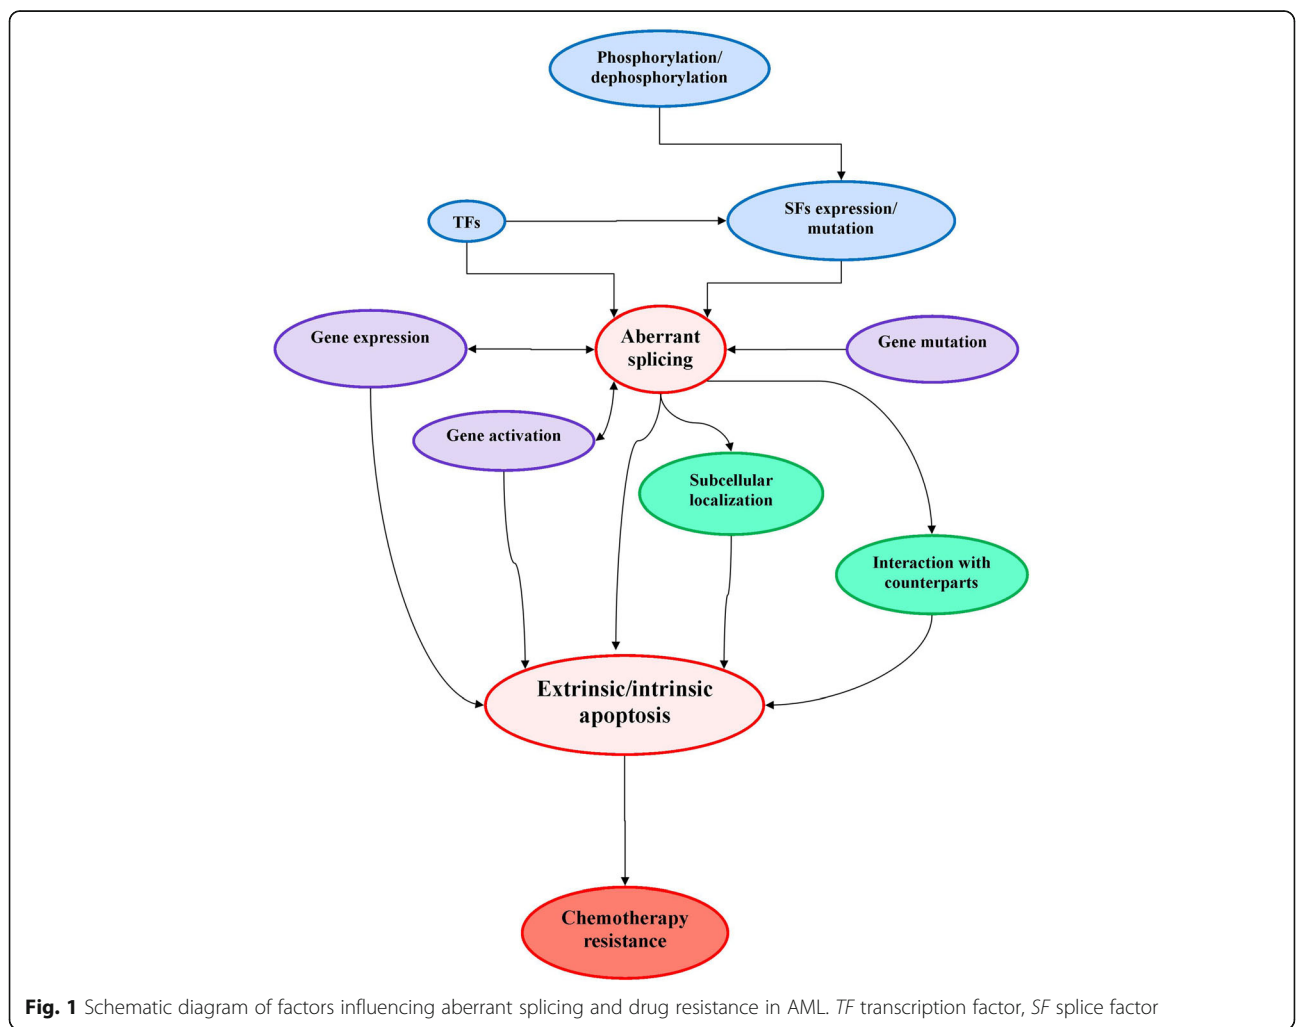 Phosphorylation/
dephosphorylation
TFs
SFs expression/
mutation
Gene expression
Aberrant
splicing
Gene mutation
Gene activation
Subcellular
localization
Interaction with
counterparts
Extrinsic/intrinsic
apoptosis
Chemotherapy
resistance
Fig. 1 Schematic diagram of factors influencing aberrant splicing and drug resistance in AML. TF transcription factor, SF splice factor